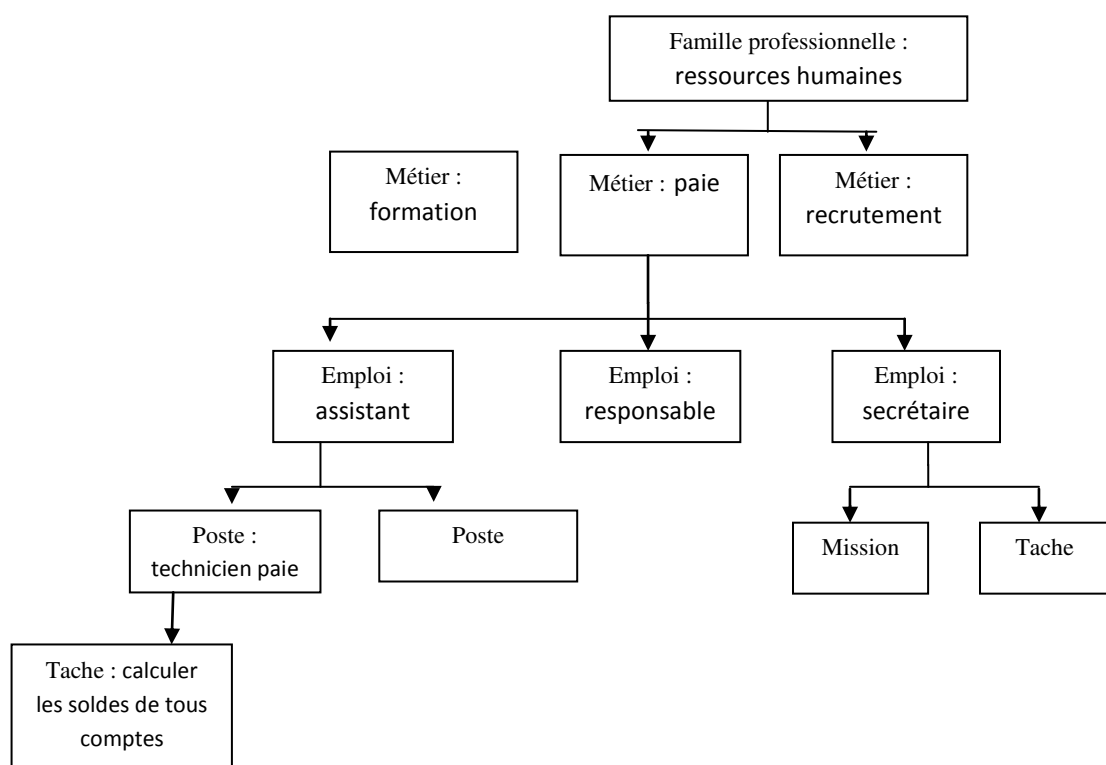 Famille professionnelle :
ressources humaines
Métier :
formation
Métier : paie
Métier :
recrutement
Emploi :
assistant
Emploi :
responsable
Emploi :
secrétaire
Poste :
technicien paie
Poste
Mission
Tache
Tache : calculer
les soldes de tous
comptes